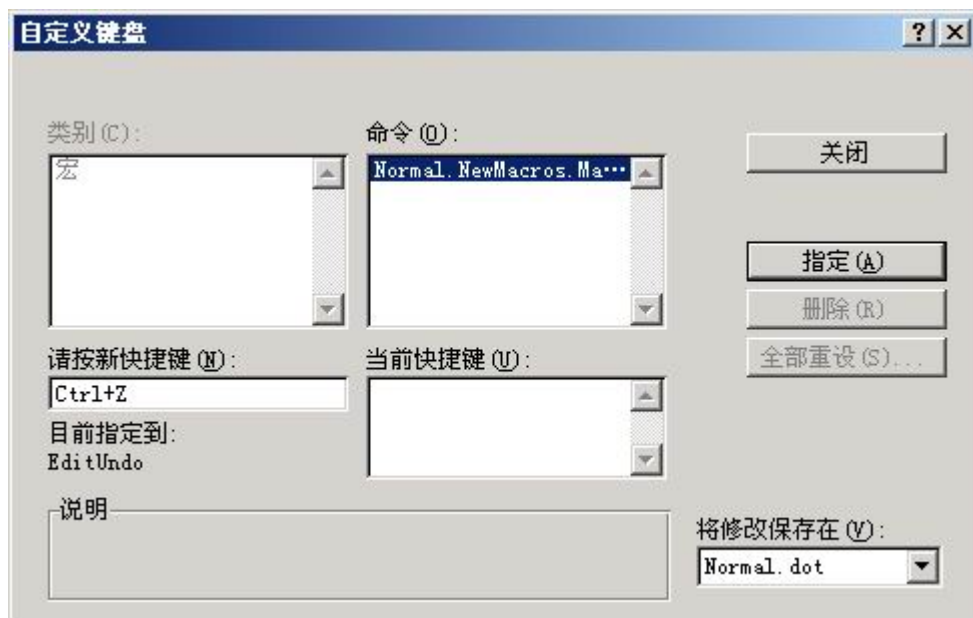 自定义键盘
类别(C):
命令(O):
宏
Normal.NewMacros.Ma…
关闭
指定(A)
删除(R)
全部重设(S)...
请按新快捷键(N):
当前快捷键(U):
Ctrl+Z
目前指定到:
EditUndo
说明
将修改保存在(V):
Normal.dot